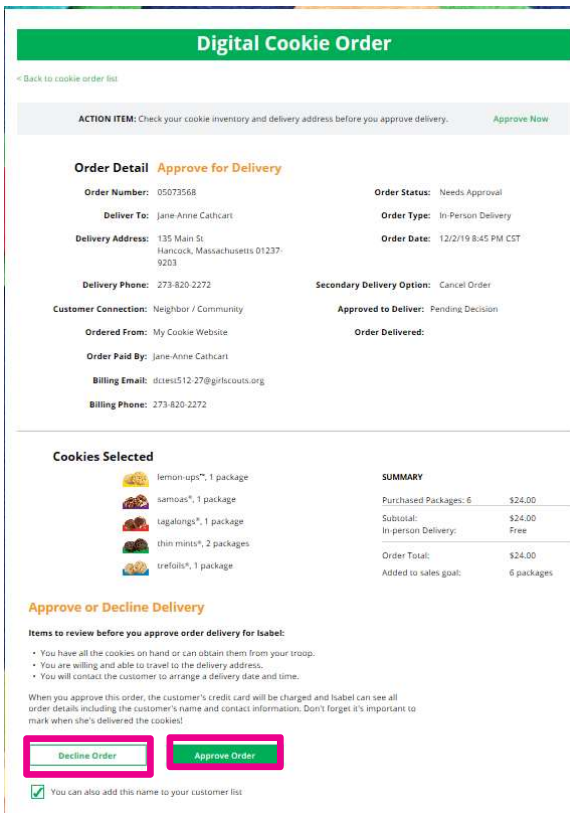 Digital Cookie Order
< Back to cookie order list
ACTION ITEM: Check your cookie inventory and delivery address before you approve delivery. Approve Now
Order Detail Approve for Delivery
Order Number: 05073568 Order Status: Needs Approval
Deliver To: Jane-Anne Cathcart Order Type: In-Person Delivery
Delivery Address: 135 Main St Order Date: 12/2/19 8:45 PM CST
Hancock, Massachusetts 01237-
9203
Delivery Phone: 273-820-2272 Secondary Delivery Option: Cancel Order
Customer Connection: Neighbor / Community Approved to Deliver: Pending Decision
Ordered From: My Cookie Website Order Delivered:
Order Paid By: Jane-Anne Cathcart
Billing Email: dctest512-27@girlscouts.org
Billing Phone: 273-820-2272
Cookies Selected
lemon-ups™, 1 package SUMMARY
samoas®, 1 package Purchased Packages: 6 $24.00
tagalongs®, 1 package Subtotal: $24.00
In-person Delivery: Free
thin mints®, 2 packages Order Total: $24.00
trefoils®, 1 package Added to sales goal: 6 packages
Approve or Decline Delivery
Items to review before you approve order delivery for Isabel:
• You have all the cookies on hand or can obtain them from your troop.
• You are willing and able to travel to the delivery address.
• You will contact the customer to arrange a delivery date and time.
When you approve this order, the customer's credit card will be charged and Isabel can see all
order details including the customer's name and contact information. Don't forget it's important to
mark when she's delivered the cookies!
Decline Order Approve Order
You can also add this name to your customer list